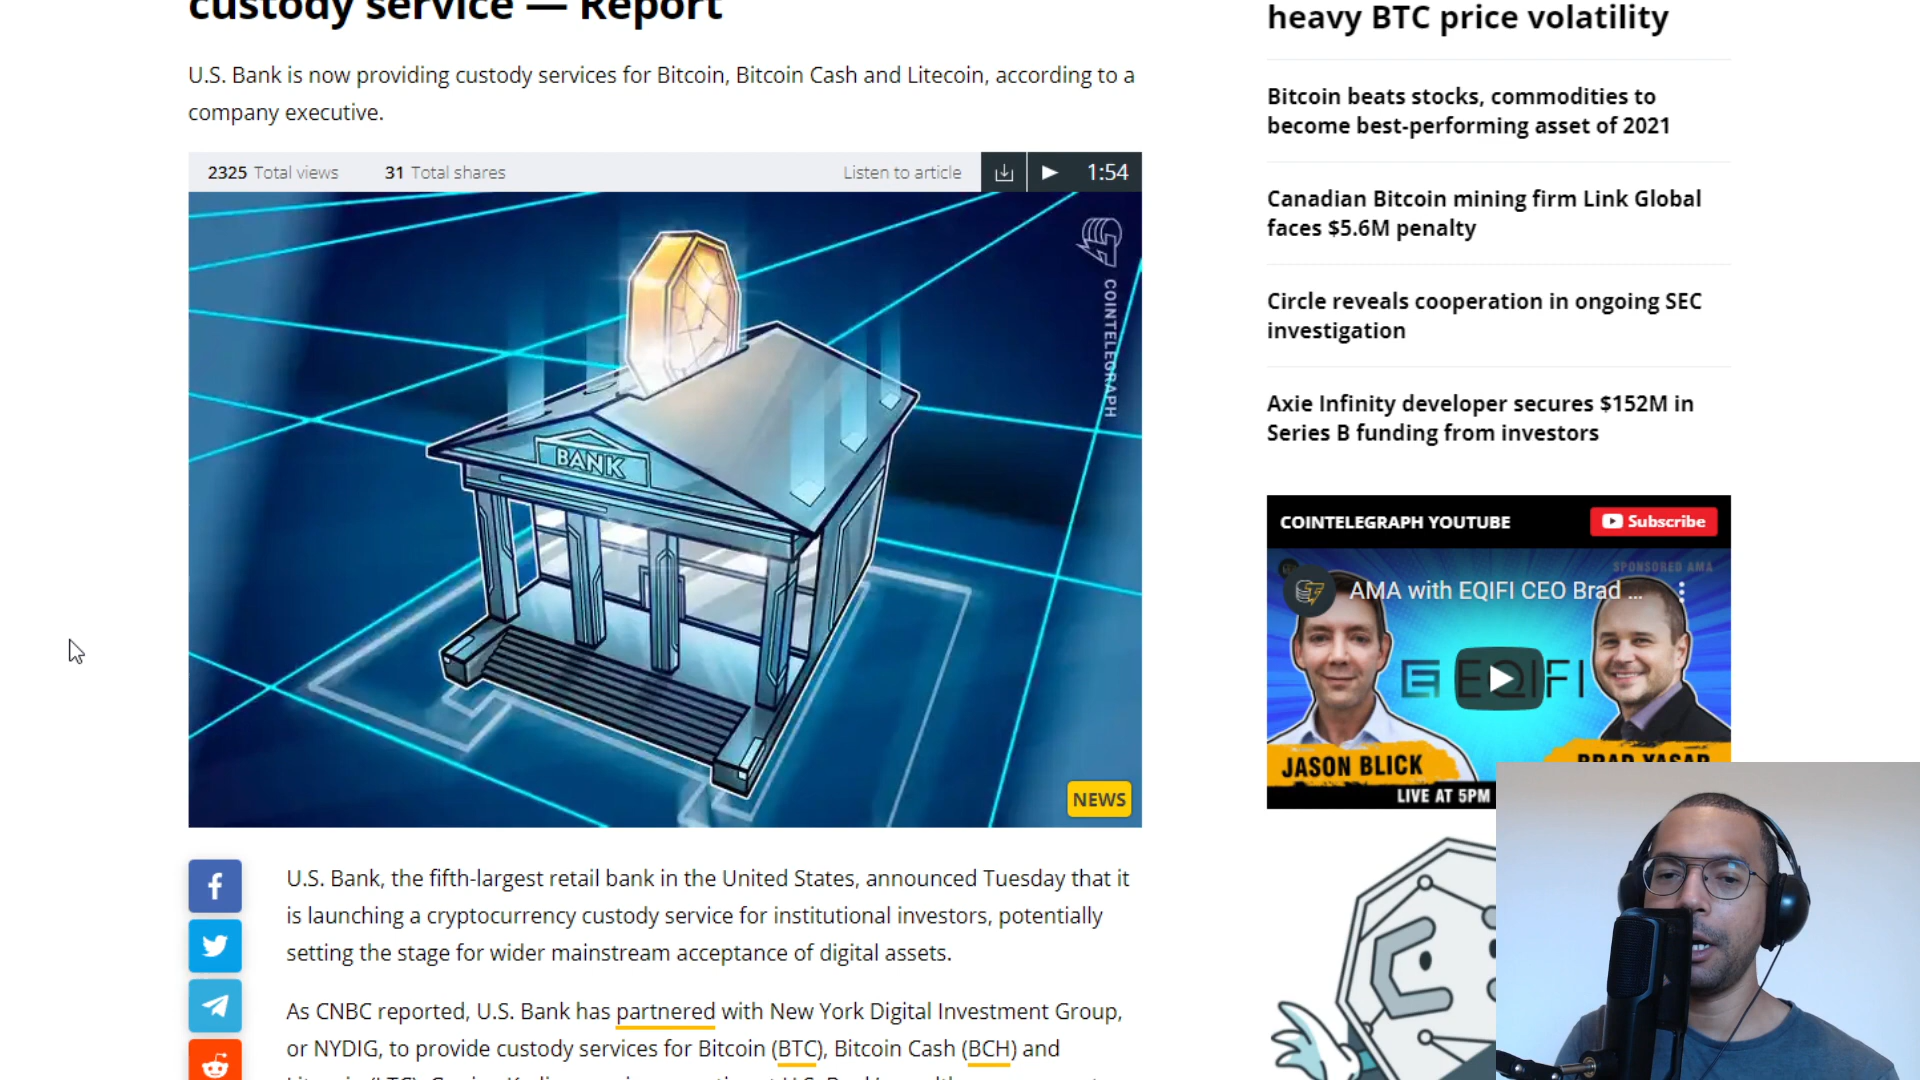 custody service — Report
U.S. Bank is now providing custody services for Bitcoin, Bitcoin Cash and Litecoin, according to a
company executive.
2325 Total views 31 Total shares Listen to article 1:54
COINTELEGRAPH
BANK
NEWS
U.S. Bank, the fifth-largest retail bank in the United States, announced Tuesday that it
is launching a cryptocurrency custody service for institutional investors, potentially
setting the stage for wider mainstream acceptance of digital assets.
As CNBC reported, U.S. Bank has partnered with New York Digital Investment Group,
or NYDIG, to provide custody services for Bitcoin (BTC), Bitcoin Cash (BCH) and
heavy BTC price volatility
Bitcoin beats stocks, commodities to
become best-performing asset of 2021
Canadian Bitcoin mining firm Link Global
faces $5.6M penalty
Circle reveals cooperation in ongoing SEC
investigation
Axie Infinity developer secures $152M in
Series B funding from investors
COINTELEGRAPH YOUTUBE Subscribe
SPONSORED AMA
AMA with EQIFI CEO Brad ...
EQIFI
JASON BLICK
BRAD YASAR
LIVE AT 5PM